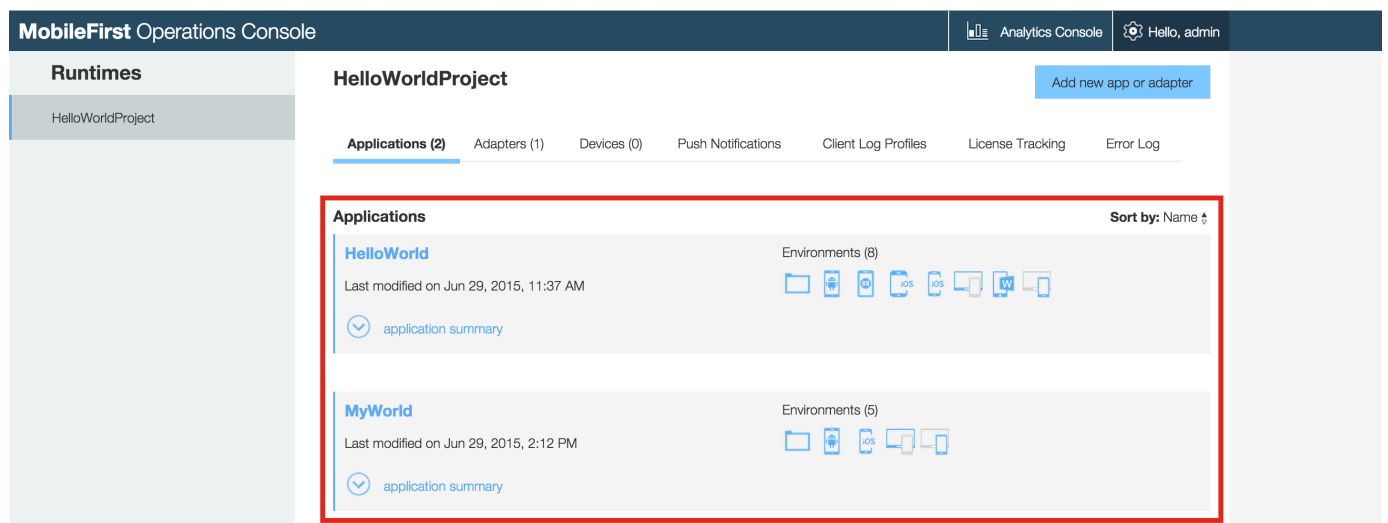 MobileFirst Operations Console
Analytics Console
Hello, admin
Runtimes
HelloWorldProject
HelloWorldProject
Add new app or adapter
Applications (2) Adapters (1) Devices (0) Push Notifications Client Log Profiles License Tracking Error Log
Applications
Sort by: Name
HelloWorld
Last modified on Jun 29, 2015, 11:37 AM
application summary
Environments (8)
BB
iOS
iOS
W
MyWorld
Last modified on Jun 29, 2015, 2:12 PM
application summary
Environments (5)
iOS